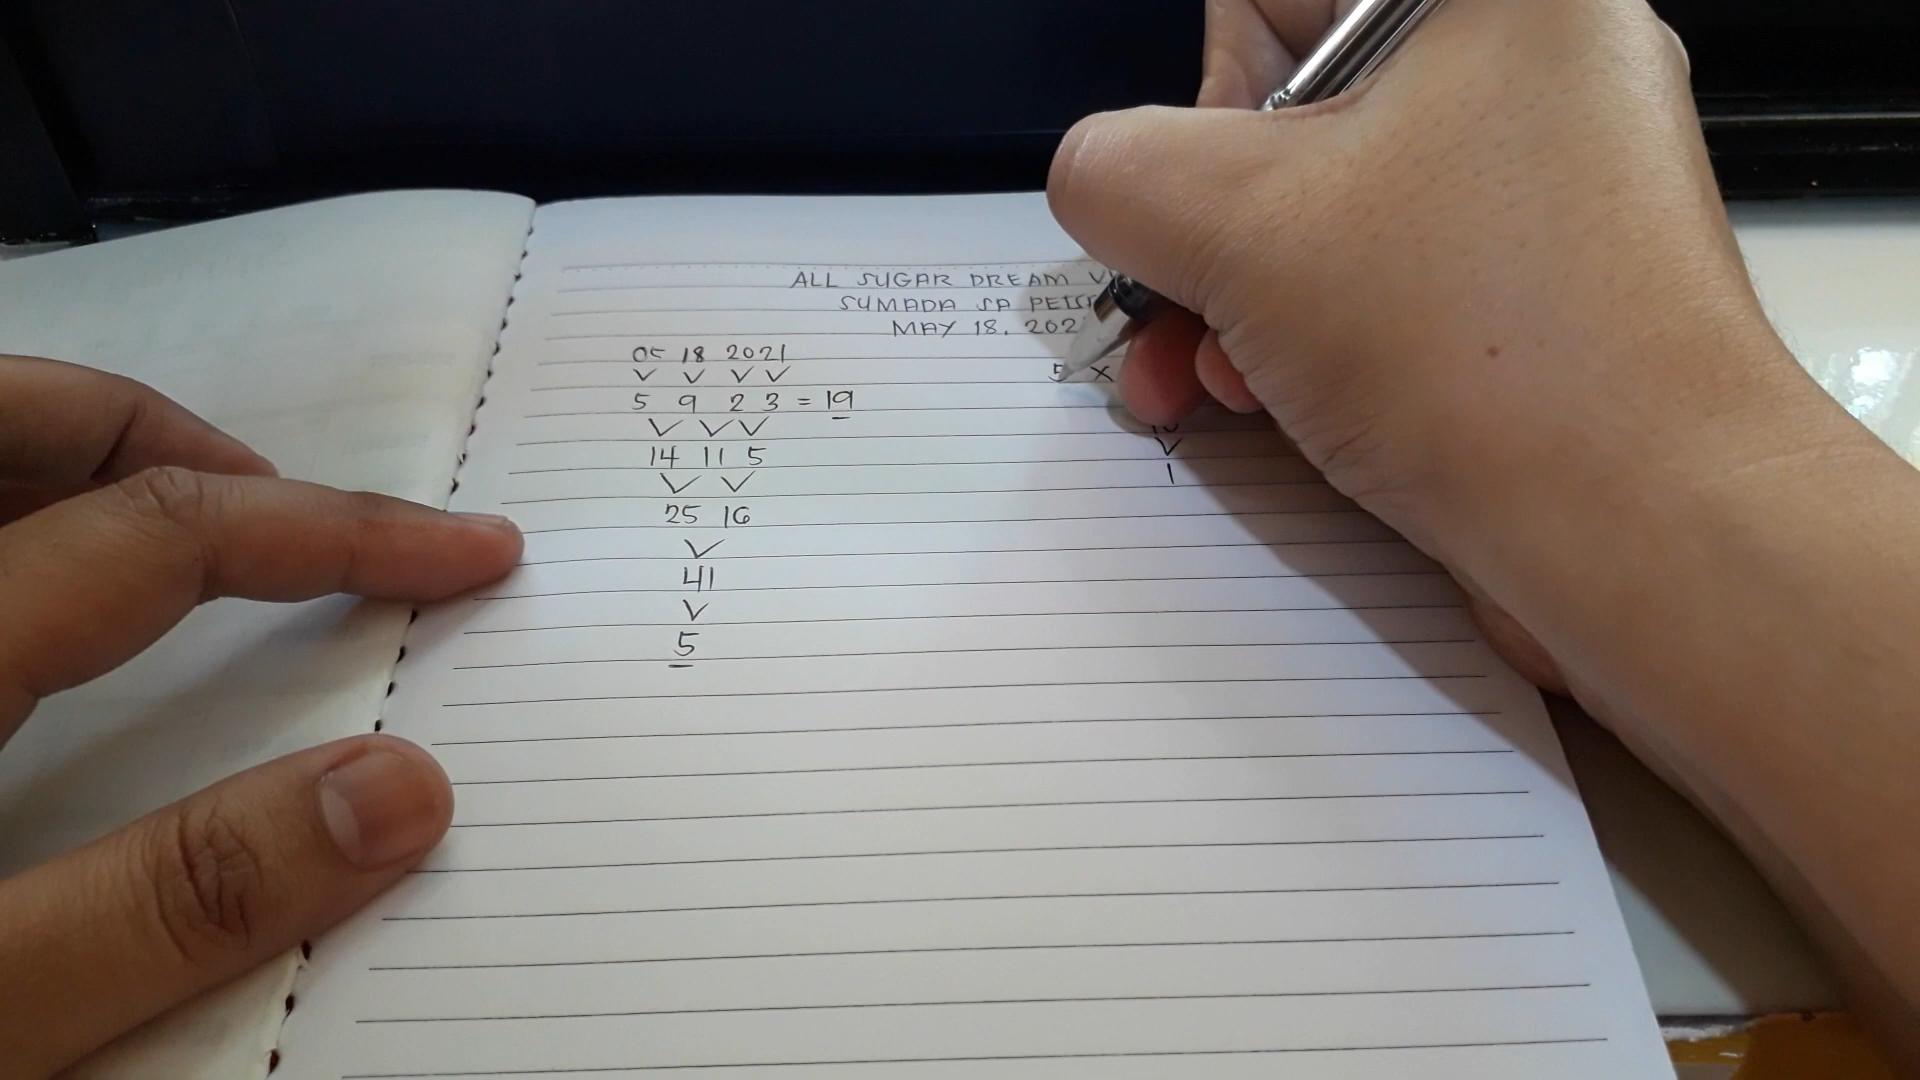 ALL SUGAR DREAM
SUMADA SA
MAY 18, 202
05 18 2021
5 9 2 3 = 19
14 11 5
25 16
41
5
5 X
1